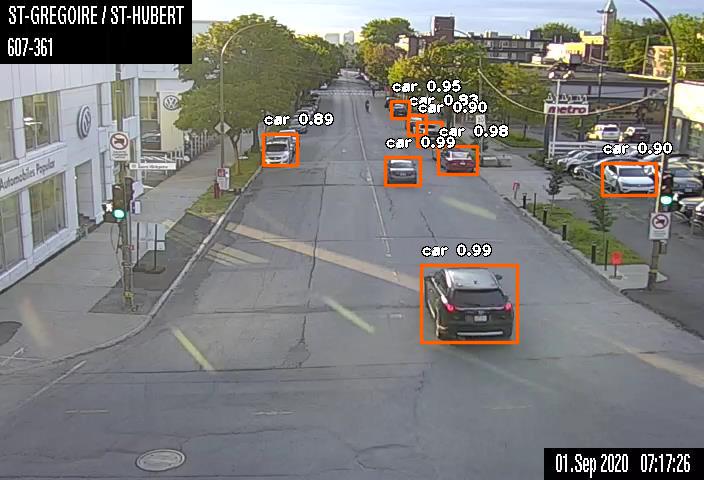 ST-GREGOIRE / ST-HUBERT
607-361
car 0.95
car 0.90
car 0.89
car 0.98
car 0.99
car 0.90
Automobiles Popular
metro
car 0.99
01.Sep 2020 07:17:26